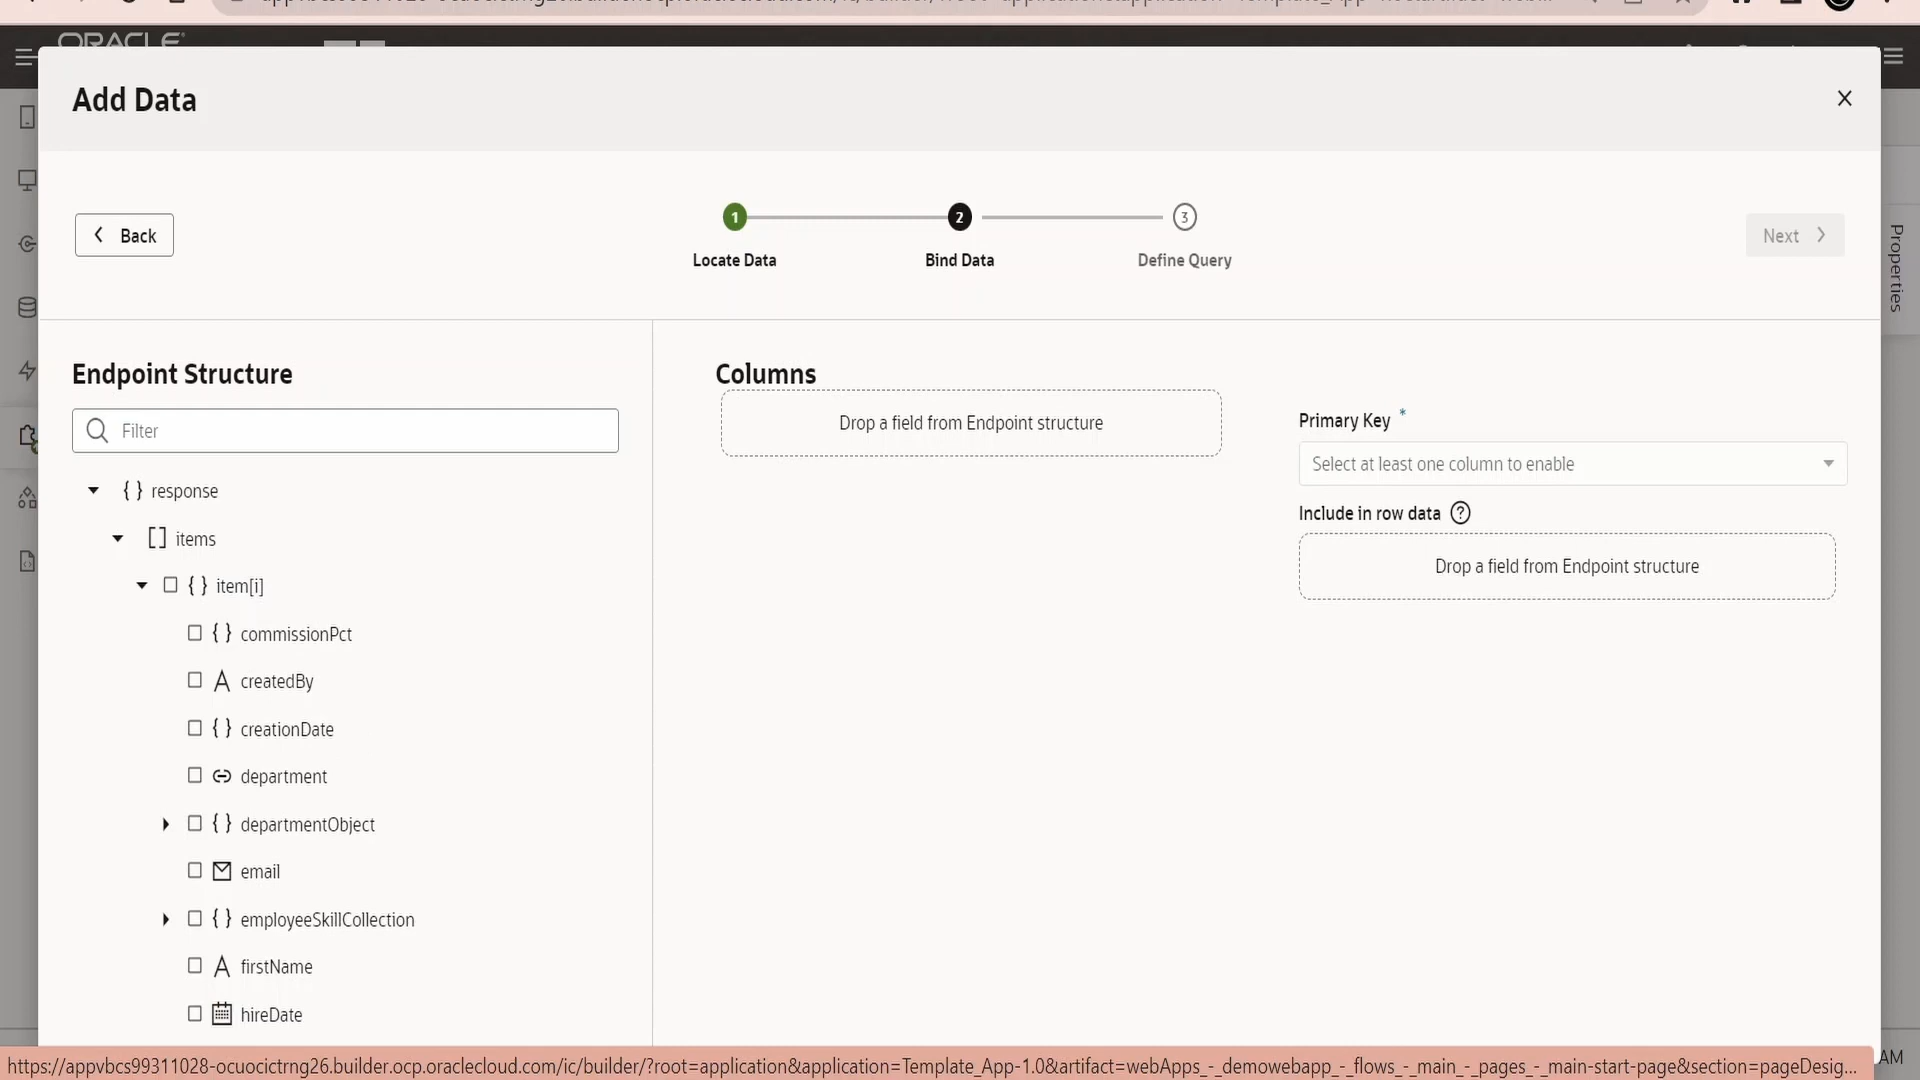 ORACLE
Add Data
Back
1
2
3
Locate Data
Bind Data
Define Query
Next
Properties
Endpoint Structure
Filter
{ } response
[ ] items
{ } item[i]
{ } commissionPct
A createdBy
{ } creationDate
department
{ } departmentObject
email
{ } employeeSkillCollection
A firstName
hireDate
Columns
Drop a field from Endpoint structure
Primary Key *
Select at least one column to enable
Include in row data ?
Drop a field from Endpoint structure
https://appvbcs99311028-ocuocictrng26.builder.ocp.oraclecloud.com/ic/builder/?root=application&application=Template_App-1.0&artifact=webApps_-_demowebapp_-_flows_-_main_-_pages_-_main-start-page&section=pageDesig...
AM